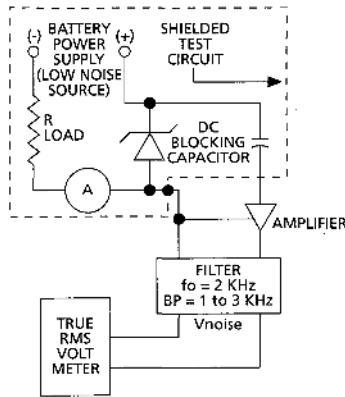 (-) BATTERY (+)
POWER
SUPPLY
(LOW NOISE
SOURCE)
SHIELDED
TEST
CIRCUIT
R
LOAD
DC
BLOCKING
CAPACITOR
A
AMPLIFIER
FILTER
fo = 2 KHz
BP = 1 to 3 KHz
Vnoise
TRUE
RMS
VOLT
METER